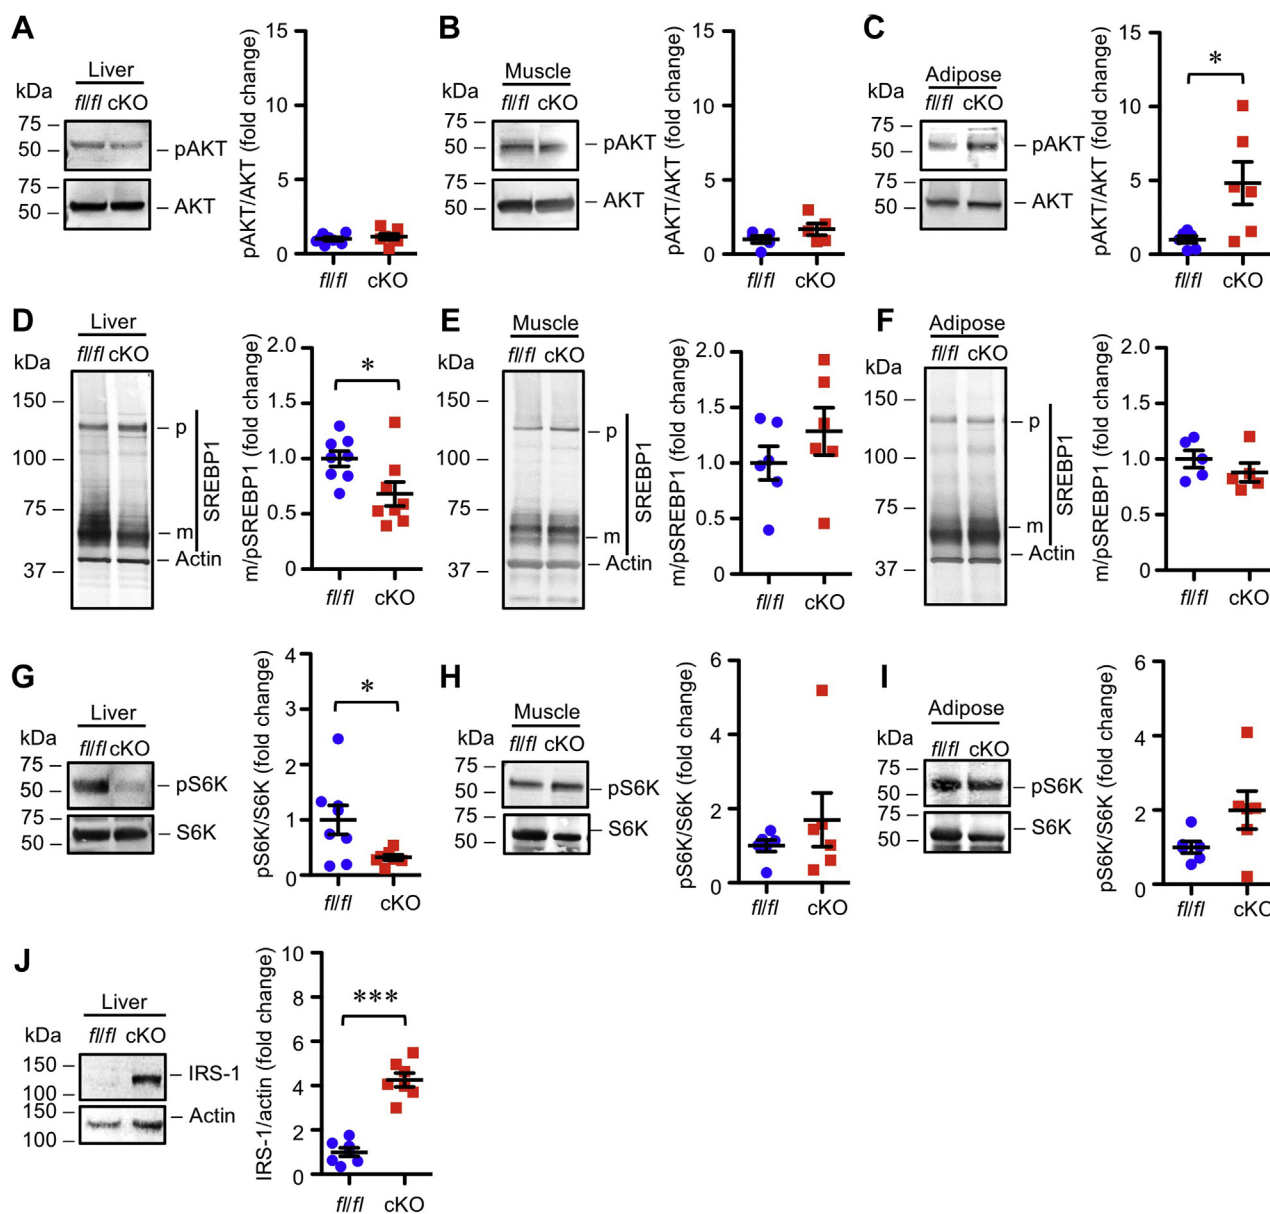 A
Liver
kDa
fl/fl cKO
75
50
pAKT
75
50
AKT
pAKT/AKT (fold change)
15
10
5
0
fl/fl
cKO
B
Muscle
kDa
fl/fl cKO
75
50
pAKT
75
50
AKT
pAKT/AKT (fold change)
15
10
5
0
fl/fl
cKO
C
Adipose
kDa
fl/fl cKO
75
50
pAKT
75
50
AKT
pAKT/AKT (fold change)
15
10
5
0
*
fl/fl
cKO
D
Liver
kDa
fl/fl cKO
150
100
75
37
p
m
SREBP1
Actin
m/pSREBP1 (fold change)
2.0
1.5
1.0
0.5
0
*
fl/fl
cKO
E
Muscle
kDa
fl/fl cKO
150
100
75
37
p
m
SREBP1
Actin
m/pSREBP1 (fold change)
2.0
1.5
1.0
0.5
0
fl/fl
cKO
F
Adipose
kDa
fl/fl cKO
150
100
75
37
p
m
SREBP1
Actin
m/pSREBP1 (fold change)
2.0
1.5
1.0
0.5
0
fl/fl
cKO
G
Liver
kDa
fl/fl cKO
75
50
pS6K
75
50
S6K
pS6K/S6K (fold change)
4
3
2
1
0
*
fl/fl
cKO
H
Muscle
kDa
fl/fl cKO
75
50
pS6K
75
50
S6K
pS6K/S6K (fold change)
6
4
2
0
fl/fl
cKO
I
Adipose
kDa
fl/fl cKO
75
50
pS6K
75
50
S6K
pS6K/S6K (fold change)
6
4
2
0
fl/fl
cKO
J
Liver
kDa
fl/fl cKO
150
100
IRS-1
150
100
Actin
IRS-1/actin (fold change)
10
8
6
4
2
0
***
fl/fl
cKO